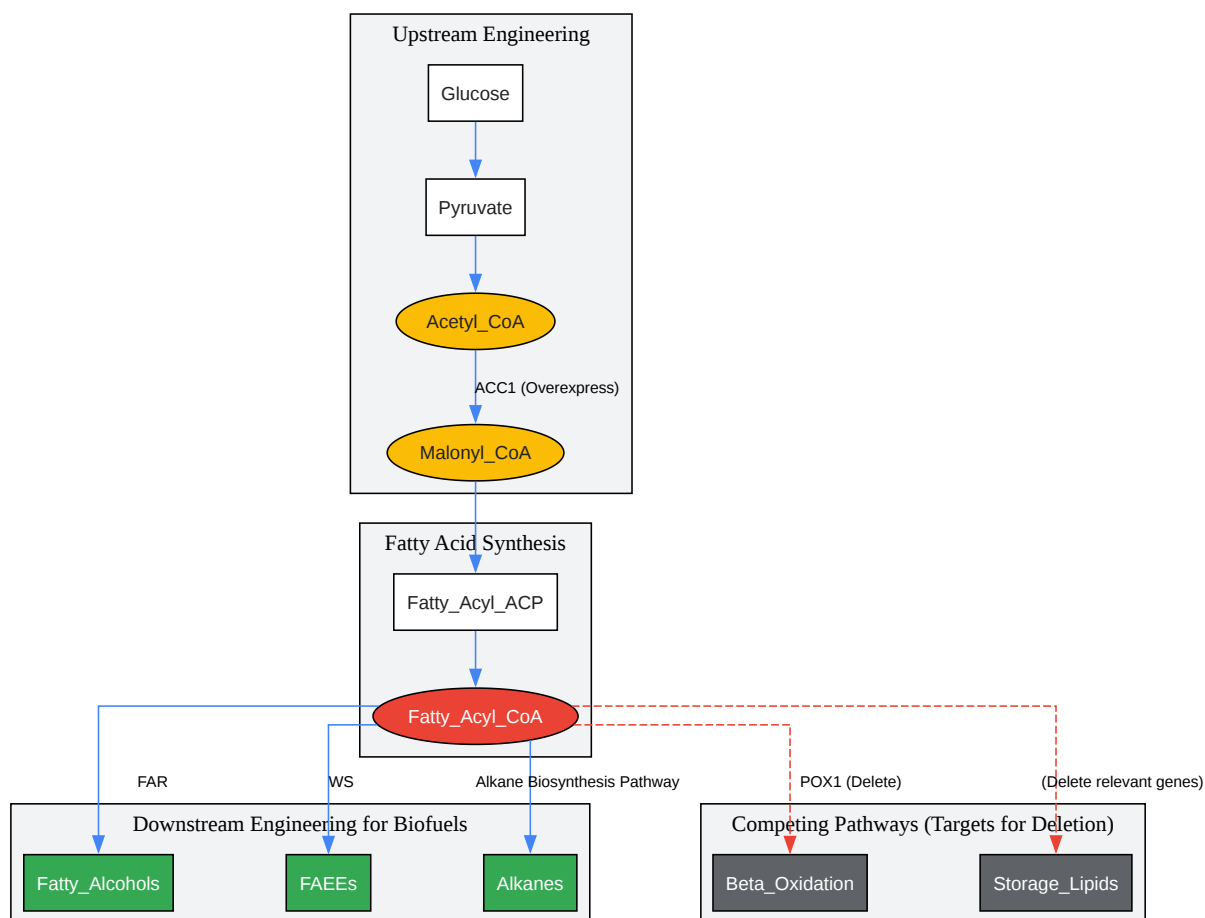 Upstream Engineering
Glucose
Pyruvate
Acetyl_CoA
ACC1 (Overexpress)
Malonyl_CoA
Fatty Acid Synthesis
Fatty_Acyl_ACP
Fatty_Acyl_CoA
FAR
WS
Alkane Biosynthesis Pathway
POX1 (Delete)
(Delete relevant genes)
Downstream Engineering for Biofuels
Fatty_Alcohols
FAEEs
Alkanes
Competing Pathways (Targets for Deletion)
Beta_Oxidation
Storage_Lipids